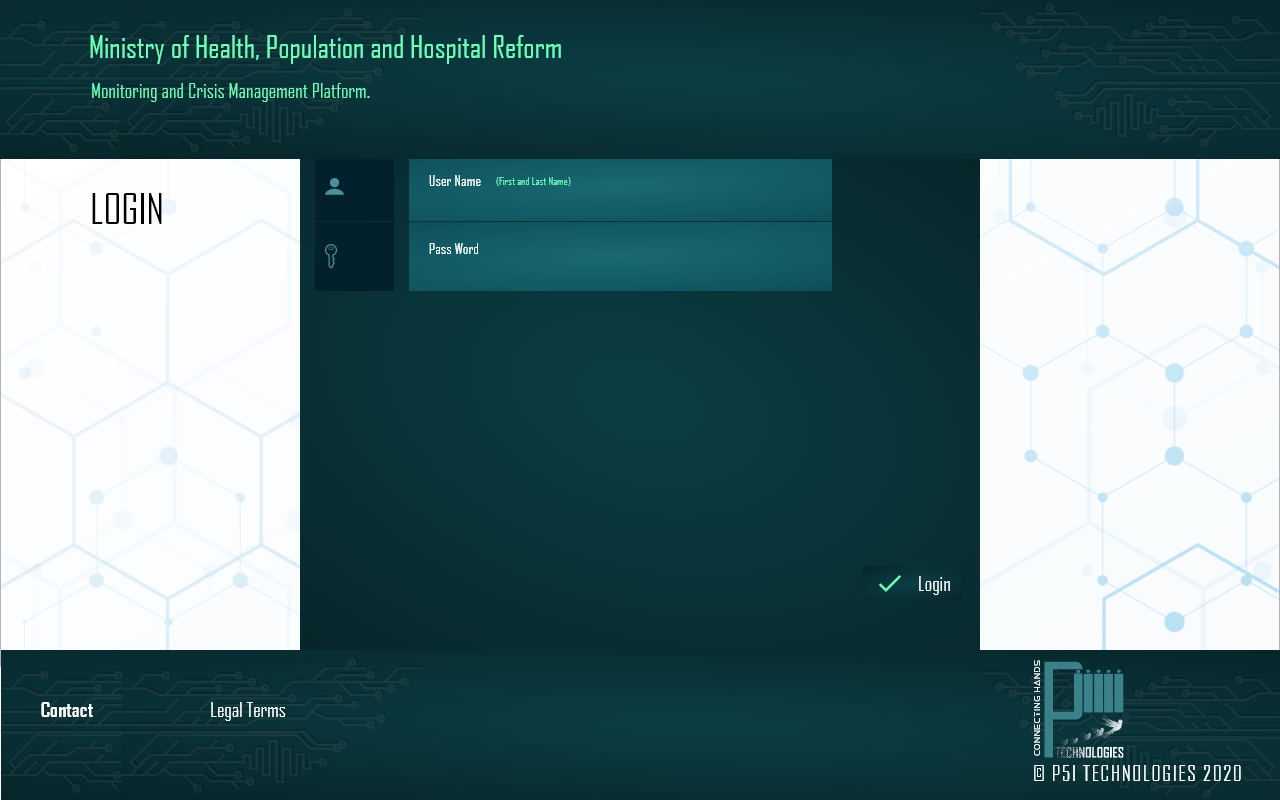 Ministry of Health, Population and Hospital Reform
Monitoring and Crisis Management Platform.
LOGIN
User Name (First and Last Name)
Pass Word
Login
Contact
Legal Terms
CONNECTING HANDS
TECHNOLOGIES
© P5I TECHNOLOGIES 2020